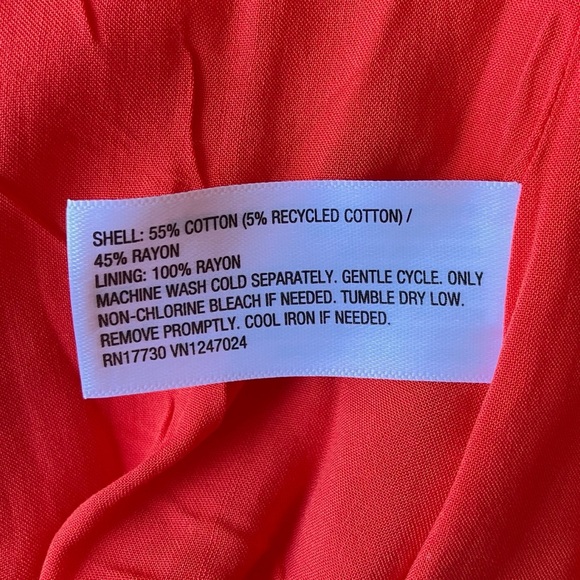 SHELL: 55% COTTON (5% RECYCLED COTTON) /
45% RAYON
LINING: 100% RAYON
MACHINE WASH COLD SEPARATELY. GENTLE CYCLE. ONLY
NON-CHLORINE BLEACH IF NEEDED. TUMBLE DRY LOW.
REMOVE PROMPTLY. COOL IRON IF NEEDED.
RN17730 VN1247024